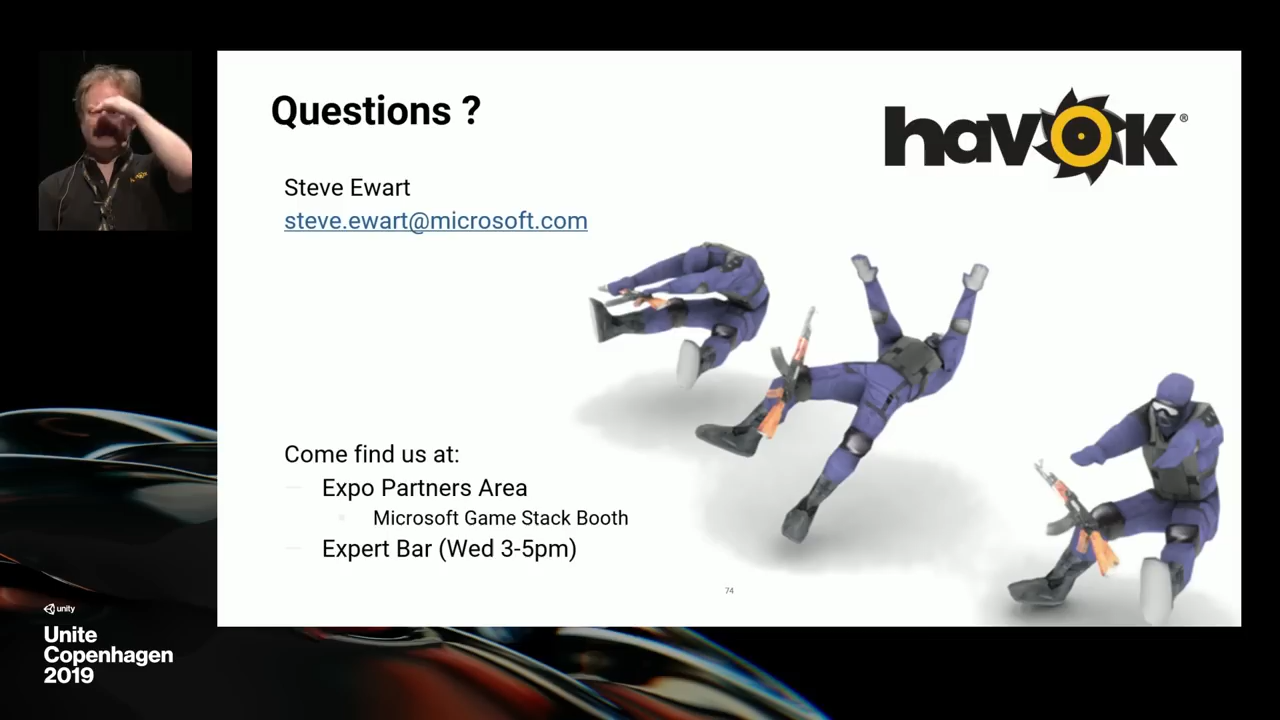 Questions ?
havok®
Steve Ewart
steve.ewart@microsoft.com
Come find us at:
Expo Partners Area
Microsoft Game Stack Booth
Expert Bar (Wed 3-5pm)
74
unity
Unite
Copenhagen
2019